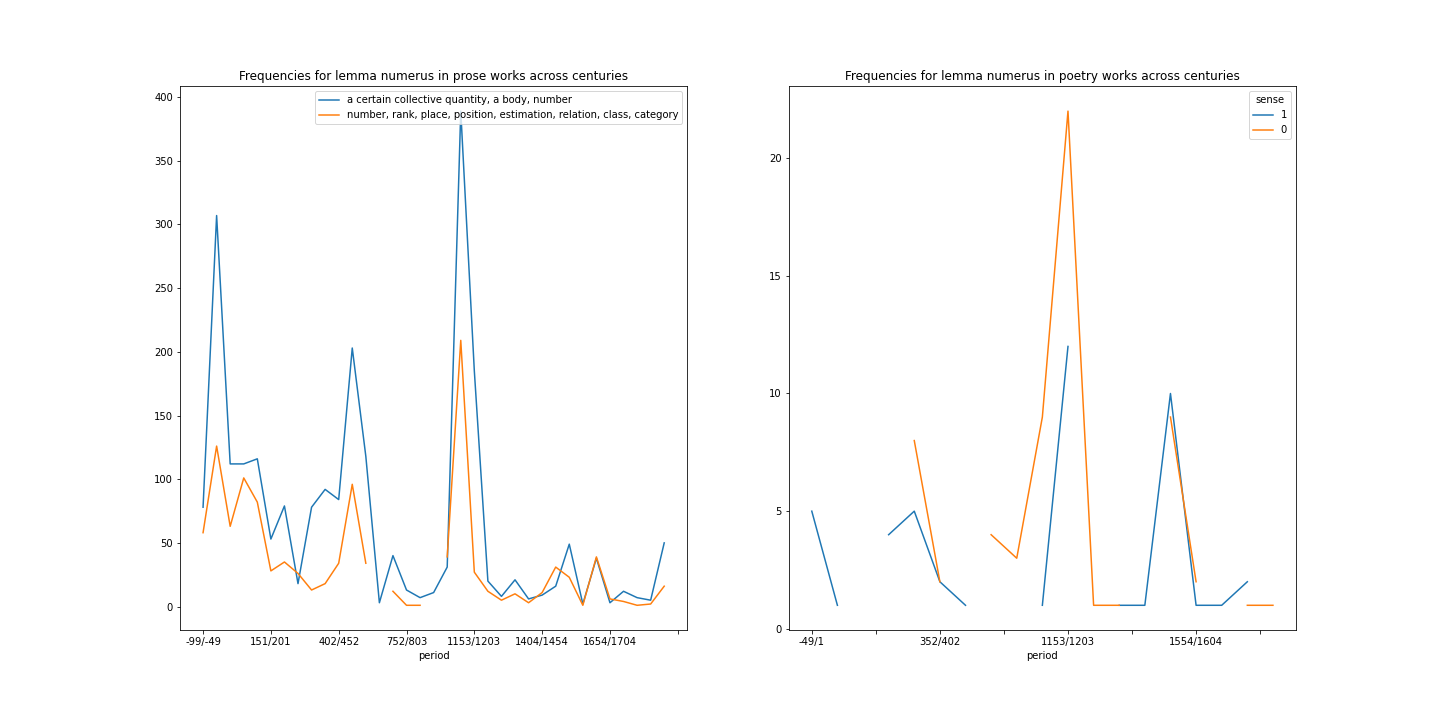 Frequencies for lemma numerus in prose works across centuries
400
350
300
250
200
150
100
50
0
a certain collective quantity, a body, number
number, rank, place, position, estimation, relation, class, category
-99/-49 151/201 402/452 752/803 1153/1203 1404/1454 1654/1704
period
Frequencies for lemma numerus in poetry works across centuries
20
15
10
5
0
sense
1
0
-49/1 352/402 1153/1203 1554/1604
period